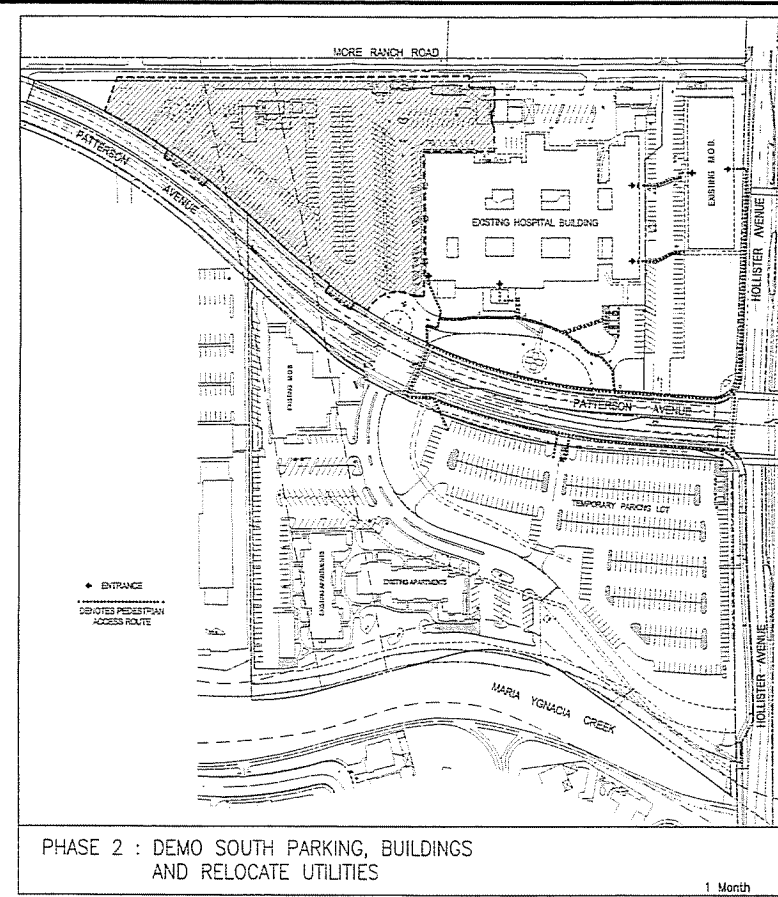 MORE RANCH ROAD
PATTERSON
AVENUE
EXISTING HOSPITAL BUILDING
EXISTING M.O.B.
HOLLISTER AVENUE
EXISTING MOB
PATTERSON AVENUE
TEMPORARY PARKING LOT
ENTRANCE
DENOTES PEDESTRIAN
ACCESS ROUTE
EXISTING APARTMENTS
EXISTING APARTMENTS
MARIA YGNACIA CREEK
HOLLISTER AVENUE
PHASE 2 : DEMO SOUTH PARKING, BUILDINGS
AND RELOCATE UTILITIES
1 Month